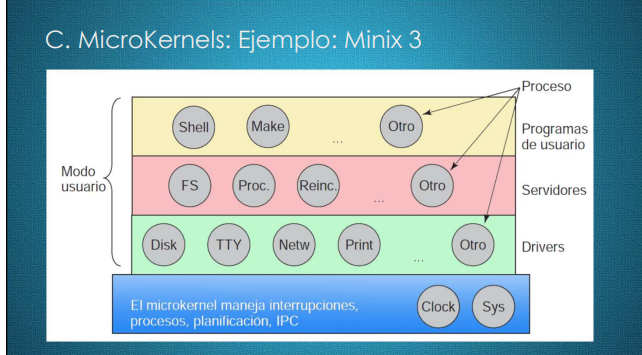 C. MicroKernels: Ejemplo: Minix 3
Proceso
Shell
Make
...
Otro
Programas
de usuario
Modo
usuario
FS
Proc.
Reinc.
...
Otro
Servidores
Disk
TTY
Netw
Print
...
Otro
Drivers
El microkernel maneja interrupciones,
procesos, planificación, IPC
Clock
Sys